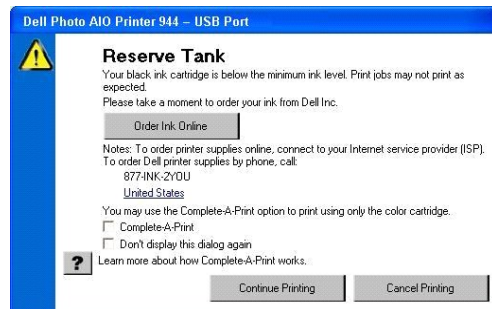 Dell Photo AIO Printer 944 – USB Port
Reserve Tank
Your black ink cartridge is below the minimum ink level. Print jobs may not print as
expected.
Please take a moment to order your ink from Dell Inc.
Order Ink Online
Notes: To order printer supplies online, connect to your Internet service provider (ISP).
To order Dell printer supplies by phone, call:
877-INK-2YOU
United States
You may use the Complete-A-Print option to print using only the color cartridge.
Complete-A-Print
Don't display this dialog again
? Learn more about how Complete-A-Print works.
Continue Printing Cancel Printing